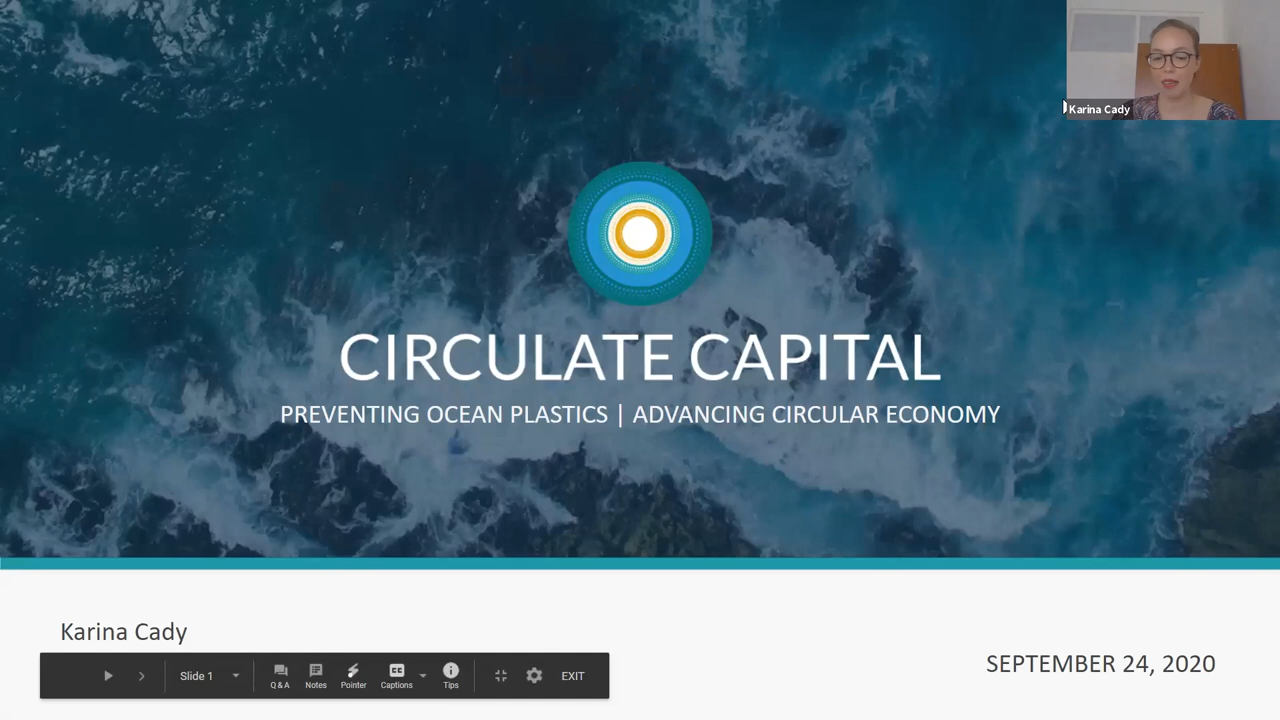 Karina Cady
CIRCULATE CAPITAL
PREVENTING OCEAN PLASTICS | ADVANCING CIRCULAR ECONOMY
Karina Cady
SEPTEMBER 24, 2020
Slide 1
Q & A
Notes
Pointer
CC
Captions
Tips
EXIT